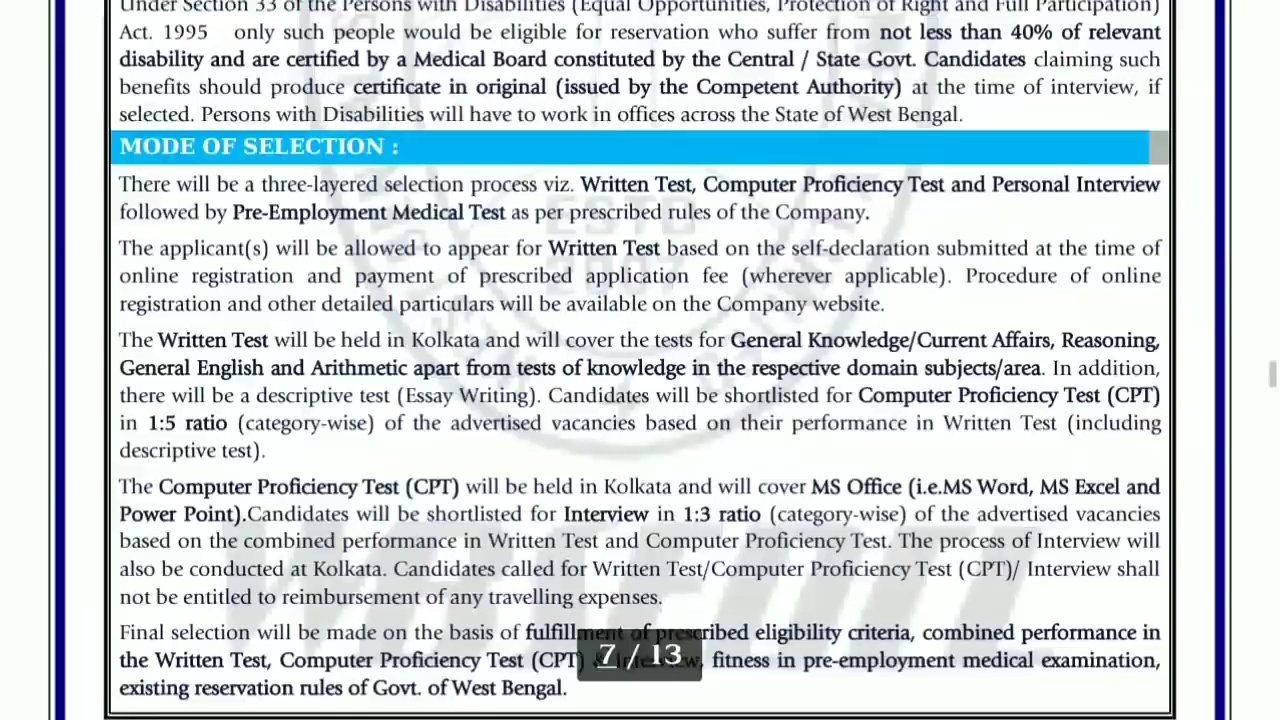 Under Section 33 of the Persons with Disabilities (Equal Opportunities, Protection of Right and Full Participation)
Act. 1995 only such people would be eligible for reservation who suffer from not less than 40% of relevant
disability and are certified by a Medical Board constituted by the Central / State Govt. Candidates claiming such
benefits should produce certificate in original (issued by the Competent Authority) at the time of interview, if
selected. Persons with Disabilities will have to work in offices across the State of West Bengal.
MODE OF SELECTION :
There will be a three-layered selection process viz. Written Test, Computer Proficiency Test and Personal Interview
followed by Pre-Employment Medical Test as per prescribed rules of the Company.
The applicant(s) will be allowed to appear for Written Test based on the self-declaration submitted at the time of
online registration and payment of prescribed application fee (wherever applicable). Procedure of online
registration and other detailed particulars will be available on the Company website.
The Written Test will be held in Kolkata and will cover the tests for General Knowledge/Current Affairs, Reasoning,
General English and Arithmetic apart from tests of knowledge in the respective domain subjects/area. In addition,
there will be a descriptive test (Essay Writing). Candidates will be shortlisted for Computer Proficiency Test (CPT)
in 1:5 ratio (category-wise) of the advertised vacancies based on their performance in Written Test (including
descriptive test).
The Computer Proficiency Test (CPT) will be held in Kolkata and will cover MS Office (i.e.MS Word, MS Excel and
Power Point).Candidates will be shortlisted for Interview in 1:3 ratio (category-wise) of the advertised vacancies
based on the combined performance in Written Test and Computer Proficiency Test. The process of Interview will
also be conducted at Kolkata. Candidates called for Written Test/Computer Proficiency Test (CPT)/ Interview shall
not be entitled to reimbursement of any travelling expenses.
Final selection will be made on the basis of fulfillment of prescribed eligibility criteria, combined performance in
the Written Test, Computer Proficiency Test (CPT) & Interview, fitness in pre-employment medical examination,
existing reservation rules of Govt. of West Bengal.
7 / 13